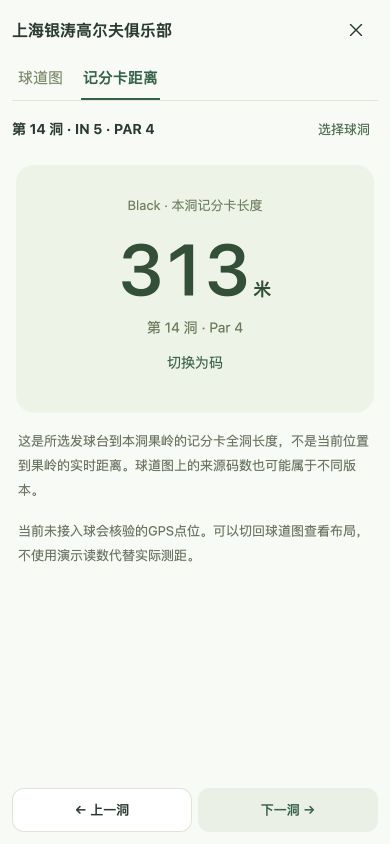 上海银涛高尔夫俱乐部
球道图 记分卡距离
第 14 洞 · IN 5 · PAR 4 选择球洞
Black · 本洞记分卡长度
313 米
第 14 洞 · Par 4
切换为码
这是所选发球台到本洞果岭的记分卡全洞长度，不是当前位置
到果岭的实时距离。球道图上的来源码数也可能属于不同版
本。
当前未接入球会核验的GPS点位。可以切回球道图查看布局，
不使用演示读数代替实际测距。
← 上一洞 下一洞 →